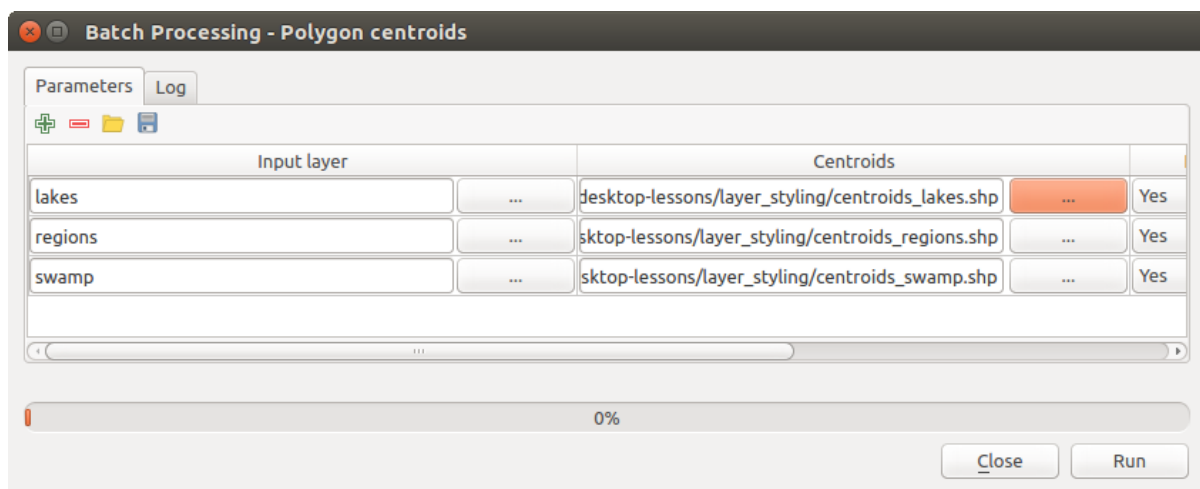 Batch Processing - Polygon centroids
Parameters Log
Input layer Centroids
lakes ... desktop-lessons/layer_styling/centroids_lakes.shp ... Yes
regions ... sktop-lessons/layer_styling/centroids_regions.shp ... Yes
swamp ... sktop-lessons/layer_styling/centroids_swamp.shp ... Yes
0%
Close Run